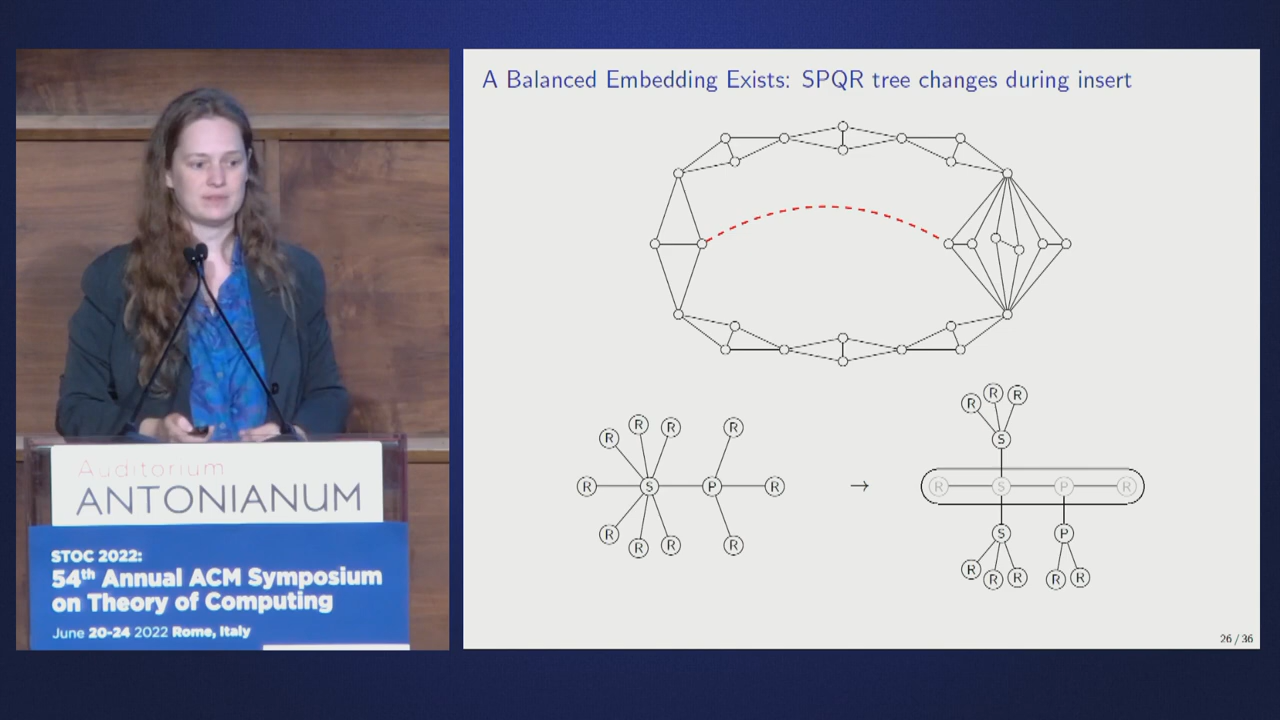 A Balanced Embedding Exists: SPQR tree changes during insert
R R R
S
R R R R
R S P R → R S P R
R R R R
S P
R R R R R
26 / 36
Auditorium
ANTONIANUM
STOC 2022:
54th Annual ACM Symposium
on Theory of Computing
June 20-24 2022 Rome, Italy